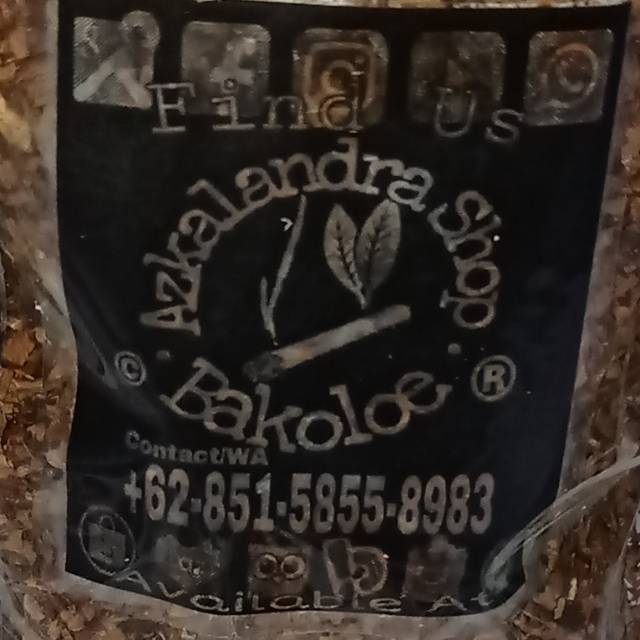 Find Us
Azkalandra Shop
© Bakoloe ®
Contact/WA
+62-851-5855-8983
Available At